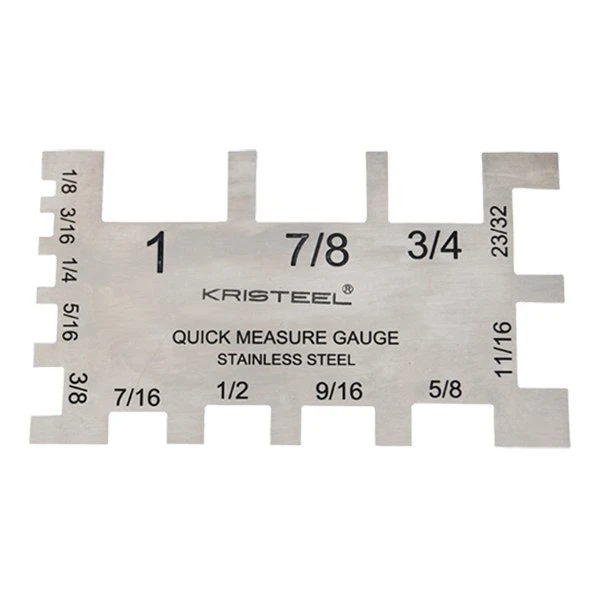 1 7/8 3/4
1/8
3/16
1/4
5/16
3/8
23/32
11/16
KRISTEEL®
QUICK MEASURE GAUGE
STAINLESS STEEL
7/16 1/2 9/16 5/8